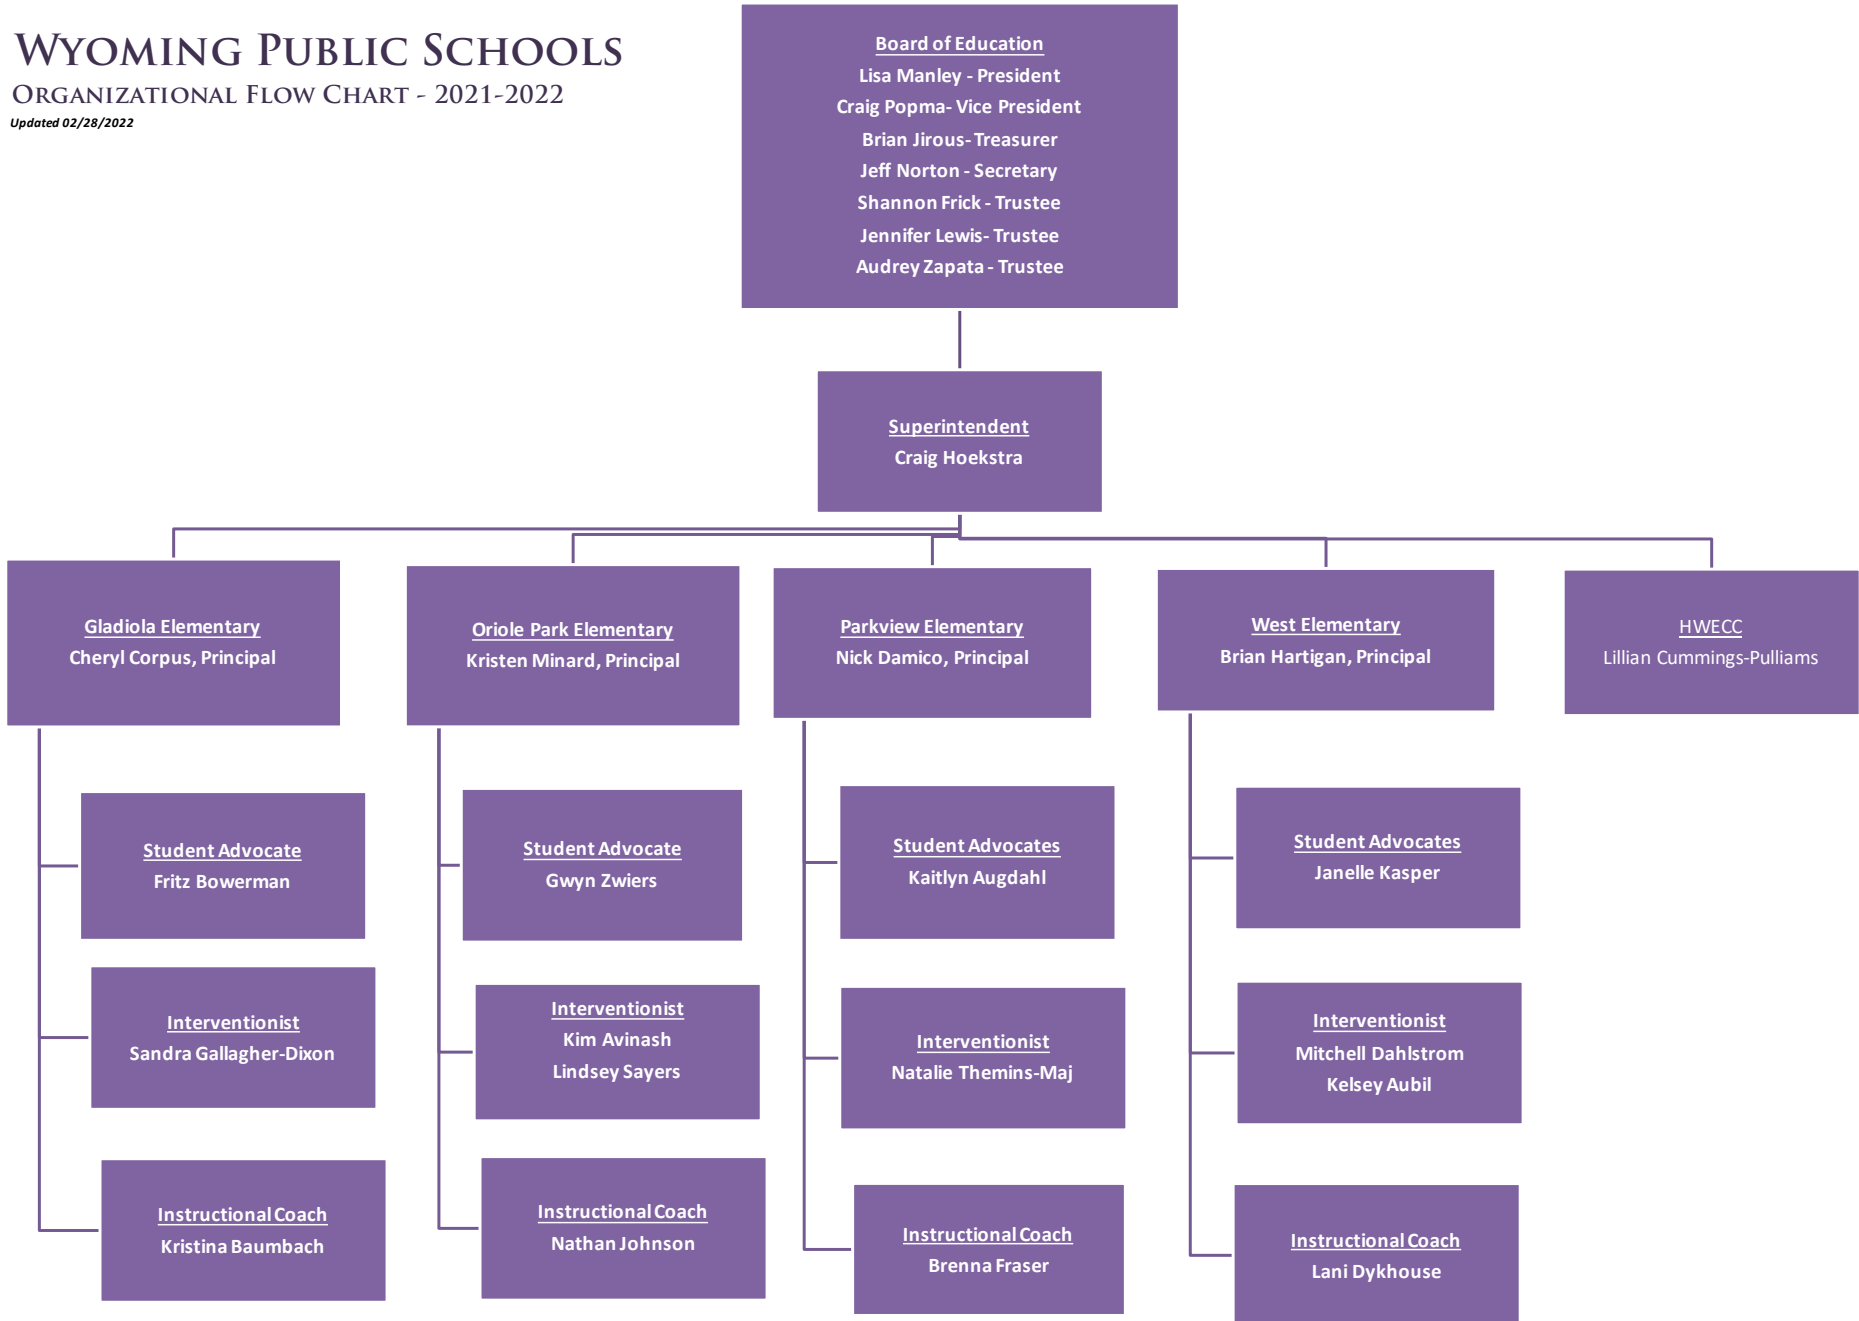 WYOMING PUBLIC SCHOOLS
ORGANIZATIONAL FLOW CHART - 2021-2022
Updated 02/28/2022
Board of Education
Lisa Manley - President
Craig Popma- Vice President
Brian Jirous- Treasurer
Jeff Norton - Secretary
Shannon Frick - Trustee
Jennifer Lewis- Trustee
Audrey Zapata - Trustee
Superintendent
Craig Hoekstra
Gladiola Elementary
Cheryl Corpus, Principal
Oriole Park Elementary
Kristen Minard, Principal
Parkview Elementary
Nick Damico, Principal
West Elementary
Brian Hartigan, Principal
HWECC
Lillian Cummings-Pulliams
Student Advocate
Fritz Bowerman
Student Advocate
Gwyn Zwiers
Student Advocates
Kaitlyn Augdahl
Student Advocates
Janelle Kasper
Interventionist
Sandra Gallagher-Dixon
Interventionist
Kim Avinash
Lindsey Sayers
Interventionist
Natalie Themins-Maj
Interventionist
Mitchell Dahlstrom
Kelsey Aubil
Instructional Coach
Kristina Baumbach
Instructional Coach
Nathan Johnson
Instructional Coach
Brenna Fraser
Instructional Coach
Lani Dykhouse